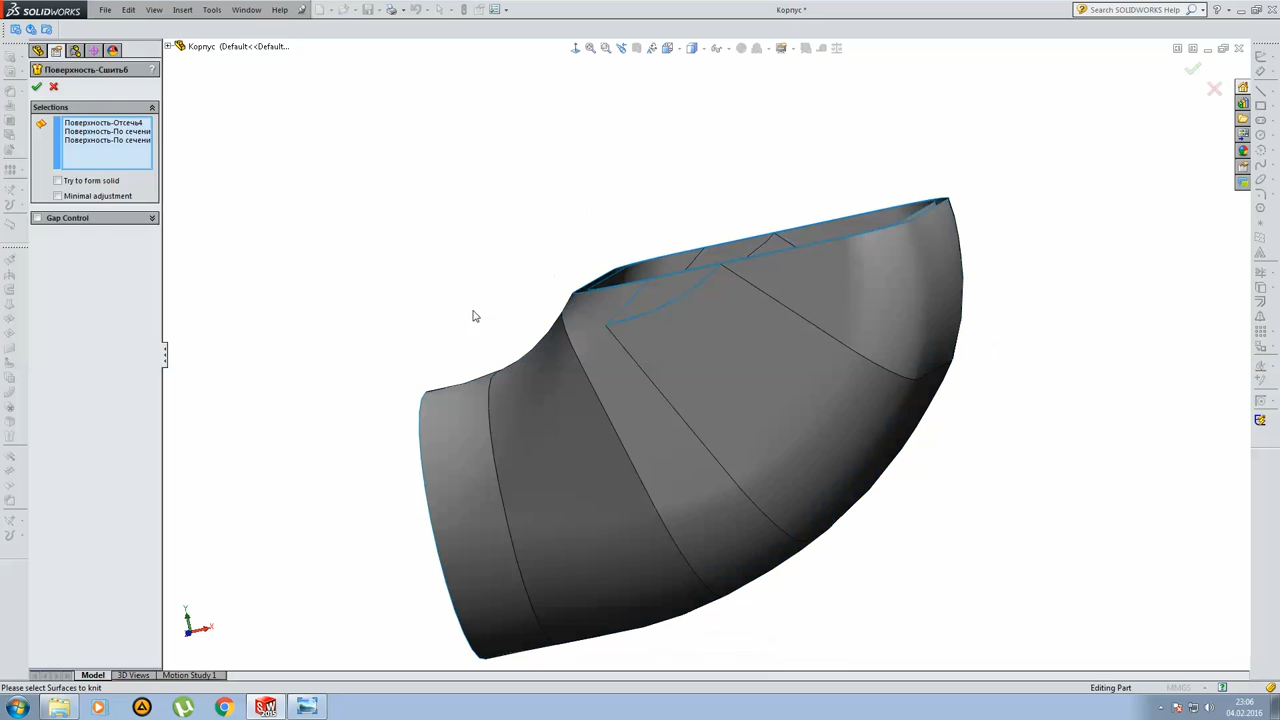 SOLIDWORKS
File Edit View Insert Tools Window Help
Корпус *
Search SOLIDWORKS Help
Корпус (Default<<Default...
Поверхность-Сшить6
?
Selections
Поверхность-Отсечь4
Поверхность-По сечени
Поверхность-По сечени
Try to form solid
Minimal adjustment
Gap Control
Y
X
Model 3D Views Motion Study 1
Please select Surfaces to knit
Editing Part
MMGS
23:06
04.02.2016